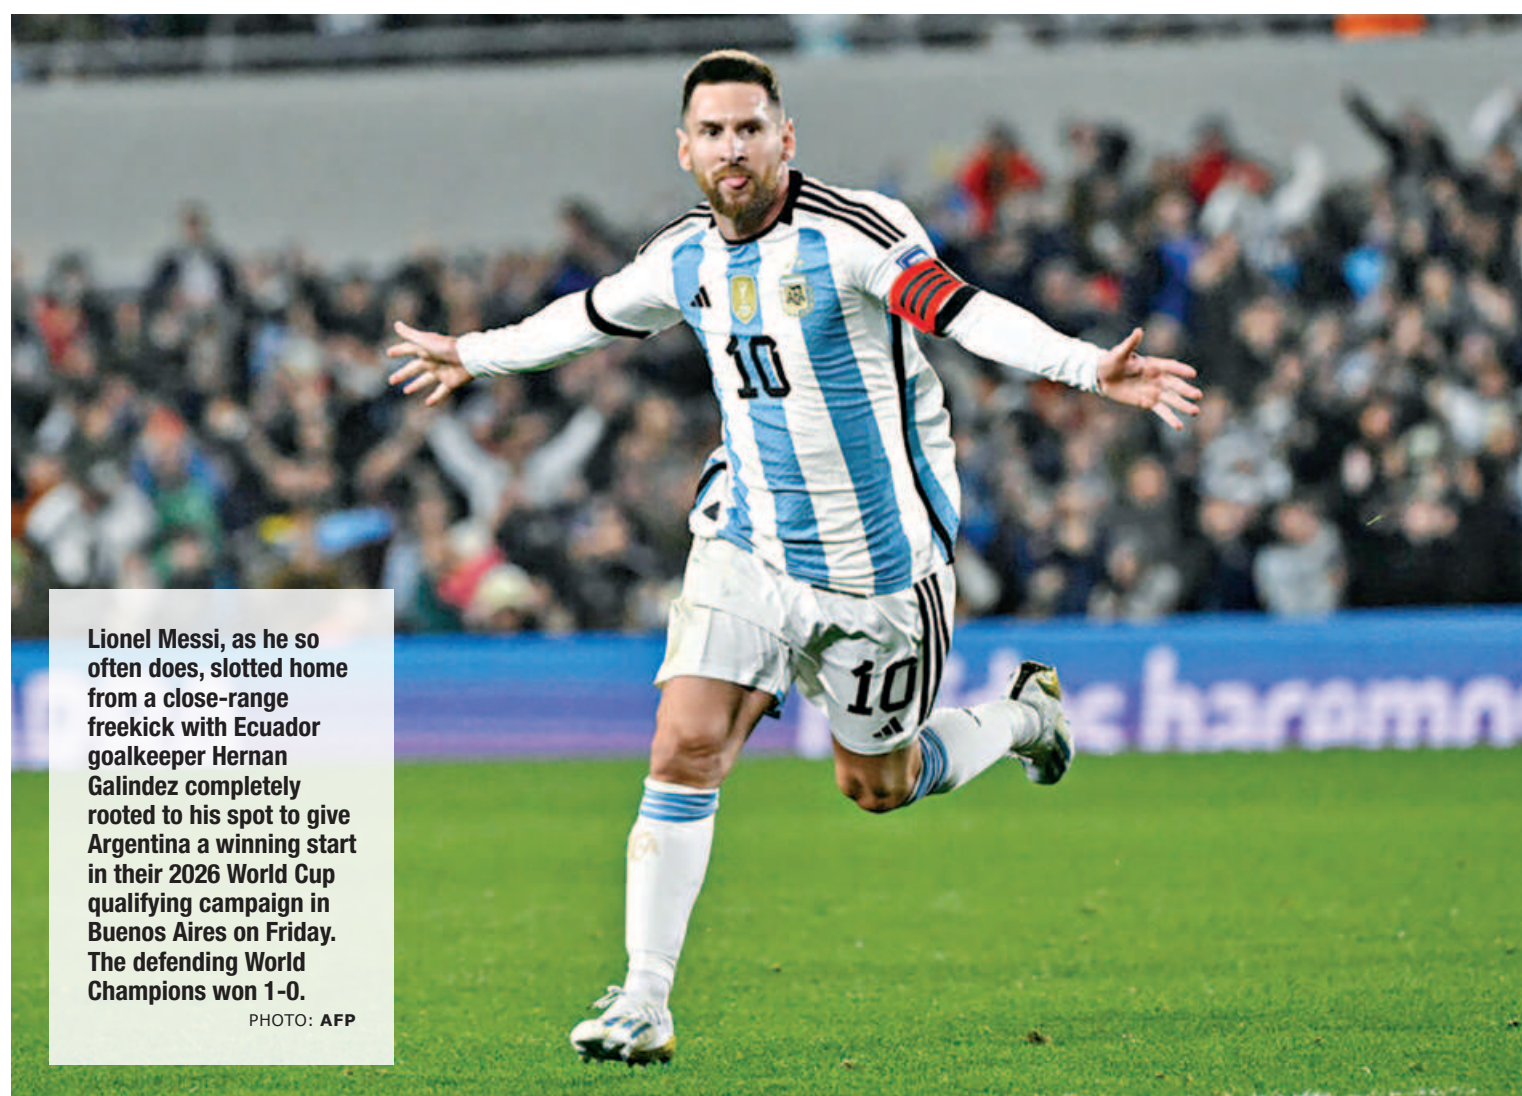 10
10
haramo
Lionel Messi, as he so
often does, slotted home
from a close-range
freekick with Ecuador
goalkeeper Hernan
Galindez completely
rooted to his spot to give
Argentina a winning start
in their 2026 World Cup
qualifying campaign in
Buenos Aires on Friday.
The defending World
Champions won 1-0.
PHOTO: AFP